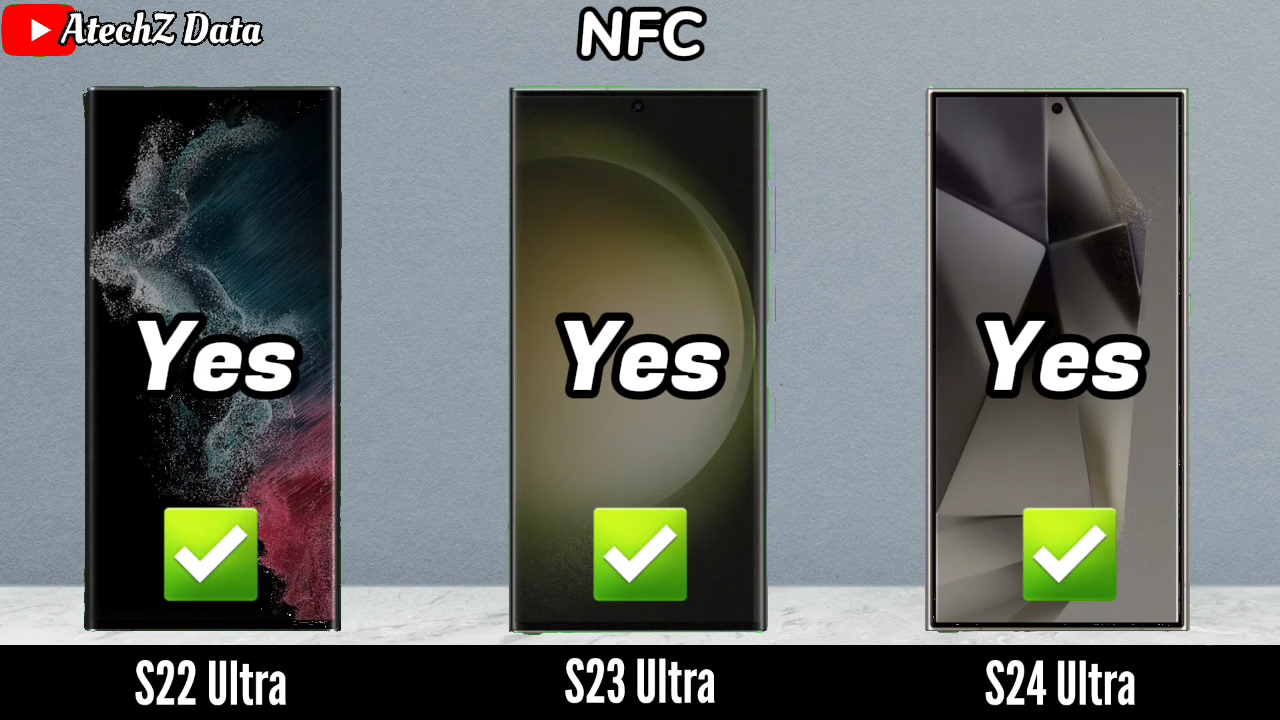 AtechZ Data
NFC
Yes
Yes
Yes
S22 Ultra
S23 Ultra
S24 Ultra